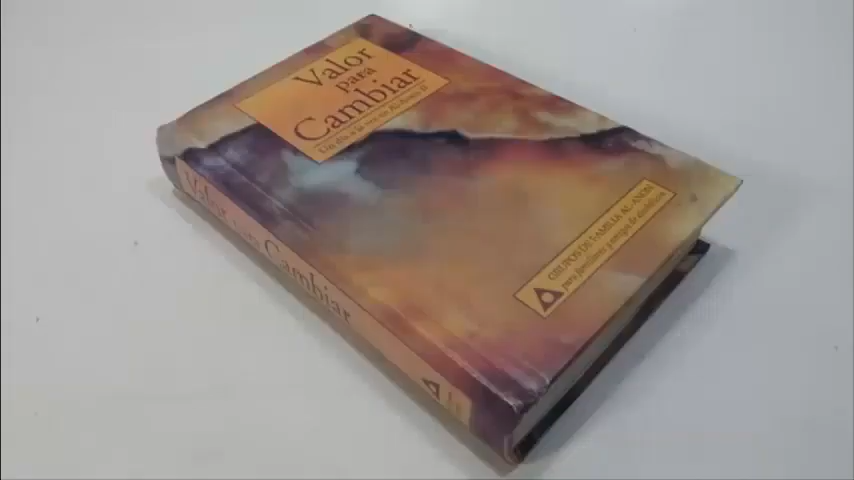 Valor
para
Cambiar
Un día a la vez en Al-Anon II
GRUPOS DE FAMILIA AL-ANON
para familiares y amigos de alcohólicos
Valor para Cambiar